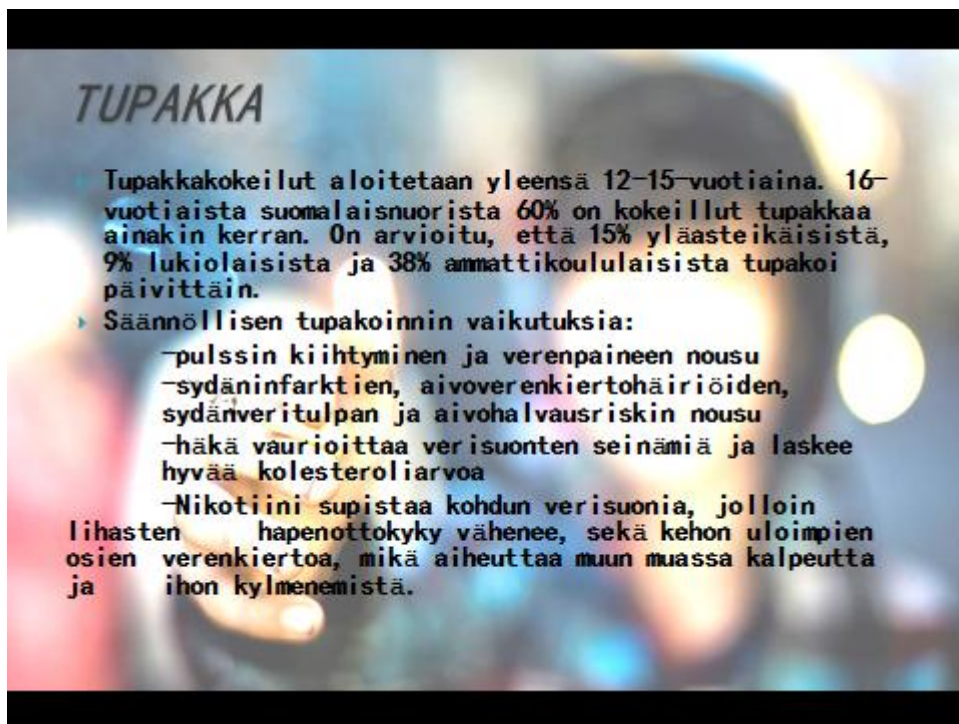 TUPAKKA
Tupakkakokeilut aloitetaan yleensä 12-15-vuotiaina. 16-
vuotiaista suomalaisnuorista 60% on kokeillut tupakkaa
ainakin kerran. On arvioitu, että 15% yläasteikäisistä,
9% lukiolaisista ja 38% ammattikoululaisista tupakoi
päivittäin.
Säännöllisen tupakoinnin vaikutuksia:
-pulssin kiihtyminen ja verenpaineen nousu
-sydäninfarktien, aivoverenkiertohäiriöiden,
sydänveritulpan ja aivohalvausriskin nousu
-häkä vaurioittaa verisuonten seinämiä ja laskee
hyvää kolesteroliarvoa
-Nikotiini supistaa kohdun verisuonia, jolloin
lihasten hapenottokyky vähenee, sekä kehon uloimpien
osien verenkiertoa, mikä aiheuttaa muun muassa kalpeutta
ja ihon kylmenemistä.